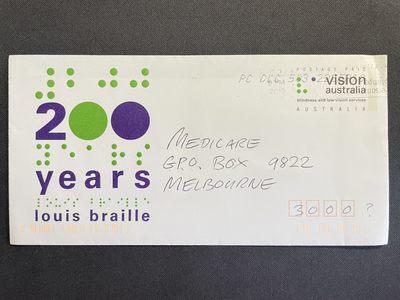 POSTAGE PAID
vision
australia
blindness and low vision services
AUSTRALIA
200
years
louis braille
MEDICARE
G.P.O. BOX 9822
MELBOURNE
3000 ?